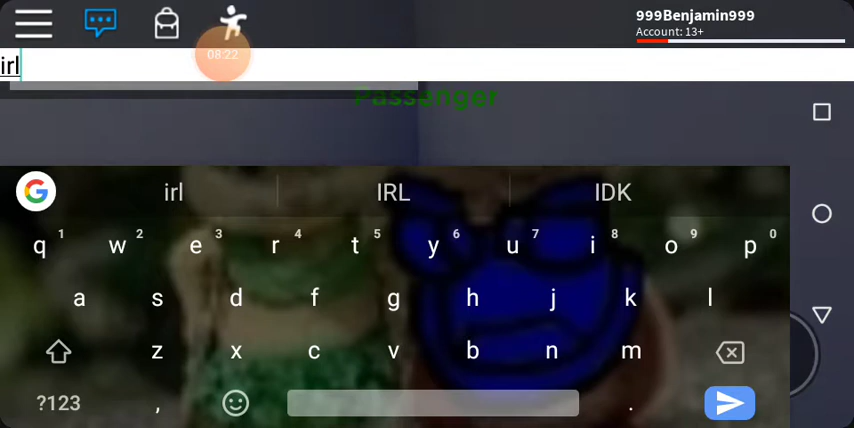 999Benjamin999
Account: 13+
08:22
irl
Passenger
irl IRL IDK
1 2 3 4 5 6 7 8 9 0
q w e r t y u i o p
a s d f g h j k l
z x c v b n m
?123 , .